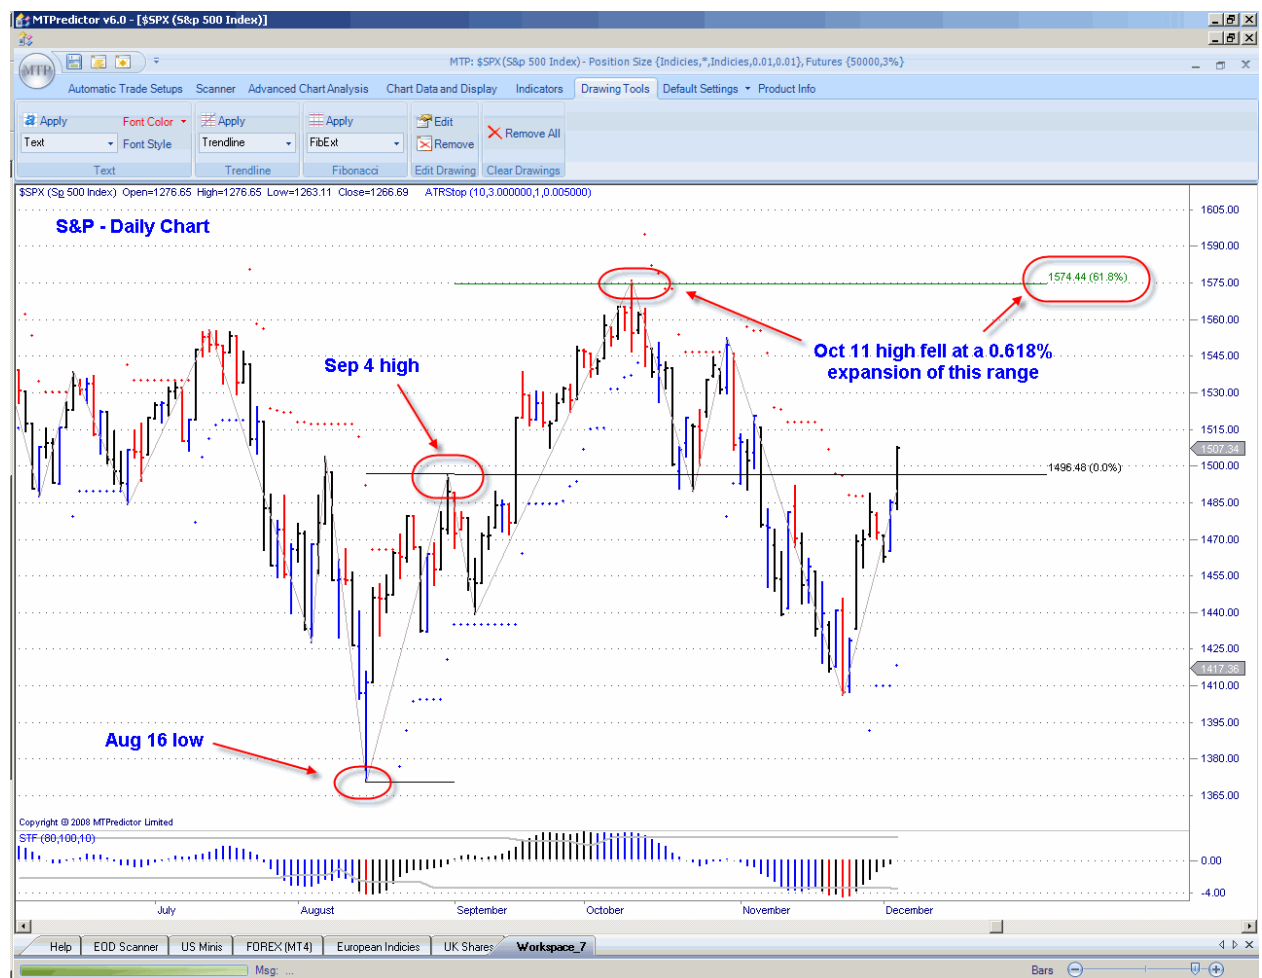 MTPredictor v6.0 - [$SPX (S&p 500 Index)]
MTP
MTP: $SPX (S&p 500 Index) - Position Size {Indicies,*,Indicies,0.01,0.01}, Futures {50000,3%}
Automatic Trade Setups Scanner Advanced Chart Analysis Chart Data and Display Indicators Drawing Tools Default Settings Product Info
a Apply Font Color Apply Apply Edit Remove All
Text Font Style Trendline FibExt Remove
Text Trendline Fibonacci Edit Drawing Clear Drawings
$SPX (Sp 500 Index) Open=1276.65 High=1276.65 Low=1263.11 Close=1266.69 ATRStop (10,3.000000,1,0.005000)
S&P - Daily Chart
1605.00
1590.00
1574.44 (61.8%)
1575.00
1560.00
Oct 11 high fell at a 0.618%
expansion of this range
1545.00
Sep 4 high
1530.00
1515.00
1507.34
1496.48 (0.0%)
1500.00
1485.00
1470.00
1455.00
1440.00
1425.00
1417.36
1410.00
1395.00
Aug 16 low
1380.00
1365.00
Copyright © 2008 MTPredictor Limited
STF (80,100,10)
0.00
-4.00
July August September October November December
Help EOD Scanner US Minis FOREX (MT4) European Indicies UK Shares Workspace_7
Msg: ... Bars